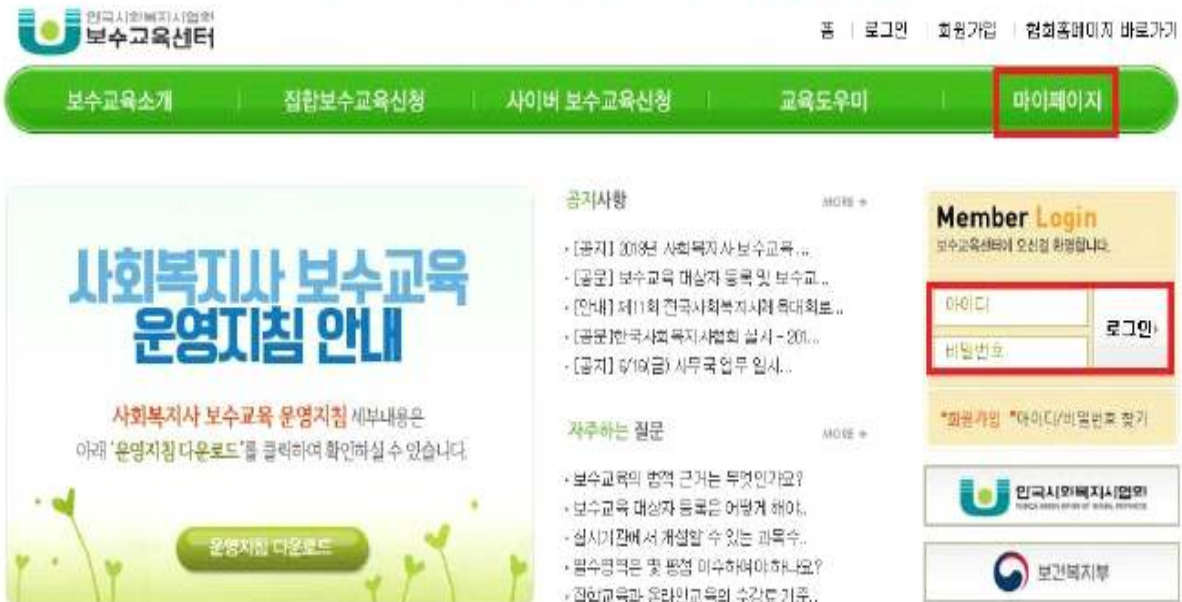 한국사회복지사협회
보수교육센터
홈 | 로그인 | 회원가입 | 협회홈페이지 바로가기
보수교육소개 | 집합보수교육신청 | 사이버 보수교육신청 | 교육도우미 | 마이페이지
사회복지사 보수교육
운영지침 안내
사회복지사 보수교육 운영지침 세부내용은
아래 '운영지침 다운로드'를 클릭하여 확인하실 수 있습니다
운영지침 다운로드
공지사항 MORE +
· [공지] 2018년 사회복지사 보수교육...
· [공문] 보수교육 대상자 등록 및 보수교...
· [안내] 제11회 전국사회복지사체육대회로...
· [공문]한국사회복지사협회 실시 - 201...
· [공지] (금) 사무국 업무 일시...
자주하는 질문 MORE +
· 보수교육의 법적 근거는 무엇인가요?
· 보수교육 대상자 등록은 어떻게 해야..
· 실시기관에서 개설할 수 있는 과목수..
· 필수영역은 몇 평점 이수하여야 하나요?
· 집합교육과 온라인교육의 수강료 기준..
Member Login
보수교육센터에 오신걸 환영합니다.
아이디
비밀번호
로그인
*회원가입 *아이디/비밀번호 찾기
한국사회복지사협회
보건복지부